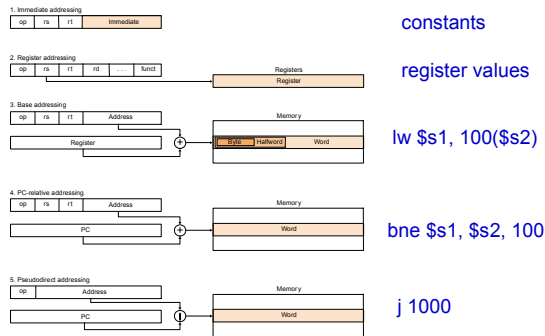 1. Immediate addressing
op rs rt Immediate
constants
2. Register addressing
op rs rt rd . . . funct
Registers
Register
register values
3. Base addressing
op rs rt Address
Memory
Register
+
Byte Halfword Word
lw $s1, 100($s2)
4. PC-relative addressing
op rs rt Address
Memory
PC
+
Word
bne $s1, $s2, 100
5. Pseudodirect addressing
op Address
Memory
PC
Word
j 1000